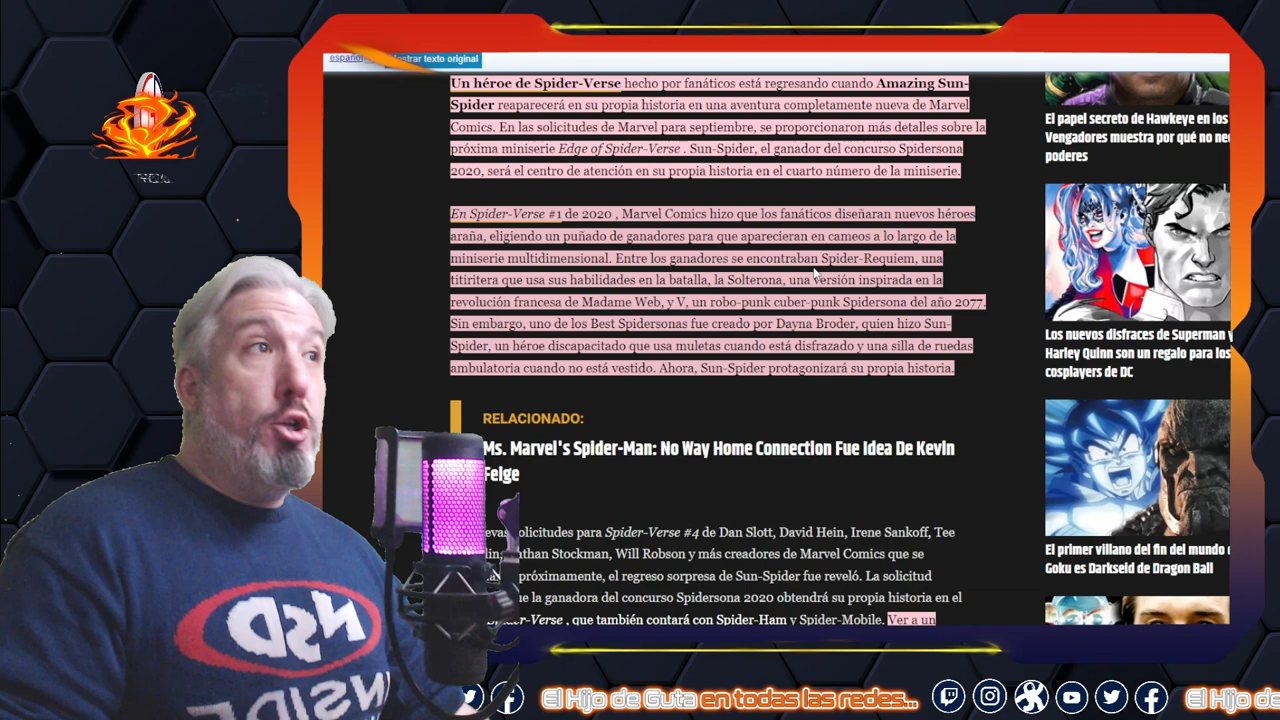 español
strar texto original
Un héroe de Spider-Verse hecho por fanáticos está regresando cuando Amazing Sun-
Spider reaparecerá en su propia historia en una aventura completamente nueva de Marvel
Comics. En las solicitudes de Marvel para septiembre, se proporcionaron más detalles sobre la
próxima miniserie Edge of Spider-Verse . Sun-Spider, el ganador del concurso Spidersona
2020, será el centro de atención en su propia historia en el cuarto número de la miniserie.
En Spider-Verse #1 de 2020 , Marvel Comics hizo que los fanáticos diseñaran nuevos héroes
araña, eligiendo un puñado de ganadores para que aparecieran en cameos a lo largo de la
miniserie multidimensional. Entre los ganadores se encontraban Spider-Requiem, una
titiritera que usa sus habilidades en la batalla, la Solterona, una versión inspirada en la
revolución francesa de Madame Web, y V, un robo-punk cuber-punk Spidersona del año 2077.
Sin embargo, uno de los Best Spidersonas fue creado por Dayna Broder, quien hizo Sun-
Spider, un héroe discapacitado que usa muletas cuando está disfrazado y una silla de ruedas
ambulatoria cuando no está vestido. Ahora, Sun-Spider protagonizará su propia historia.
RELACIONADO:
Ms. Marvel's Spider-Man: No Way Home Connection Fue Idea De Kevin
Feige
evas solicitudes para Spider-Verse #4 de Dan Slott, David Hein, Irene Sankoff, Tee
than Stockman, Will Robson y más creadores de Marvel Comics que se
próximamente, el regreso sorpresa de Sun-Spider fue reveló. La solicitud
ue la ganadora del concurso Spidersona 2020 obtendrá su propia historia en el
der-Verse , que también contará con Spider-Ham y Spider-Mobile. Ver a un
El papel secreto de Hawkeye en los
Vengadores muestra por qué no ne
poderes
Los nuevos disfraces de Superman y
Harley Quinn son un regalo para los
cosplayers de DC
El primer villano del fin del mundo
Goku es Darkseid de Dragon Ball
NSD
INSIDE
El Hijo de Guta en todas las redes...
El Hijo de